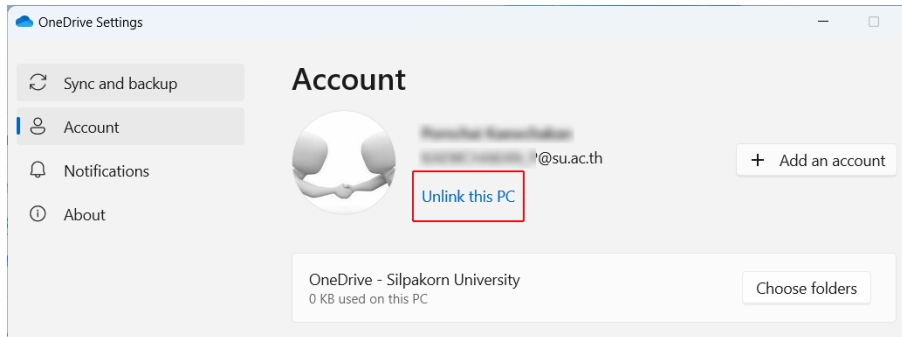 OneDrive Settings
Sync and backup
Account
Notifications
About
Account
@su.ac.th
Unlink this PC
Add an account
OneDrive - Silpakorn University
0 KB used on this PC
Choose folders